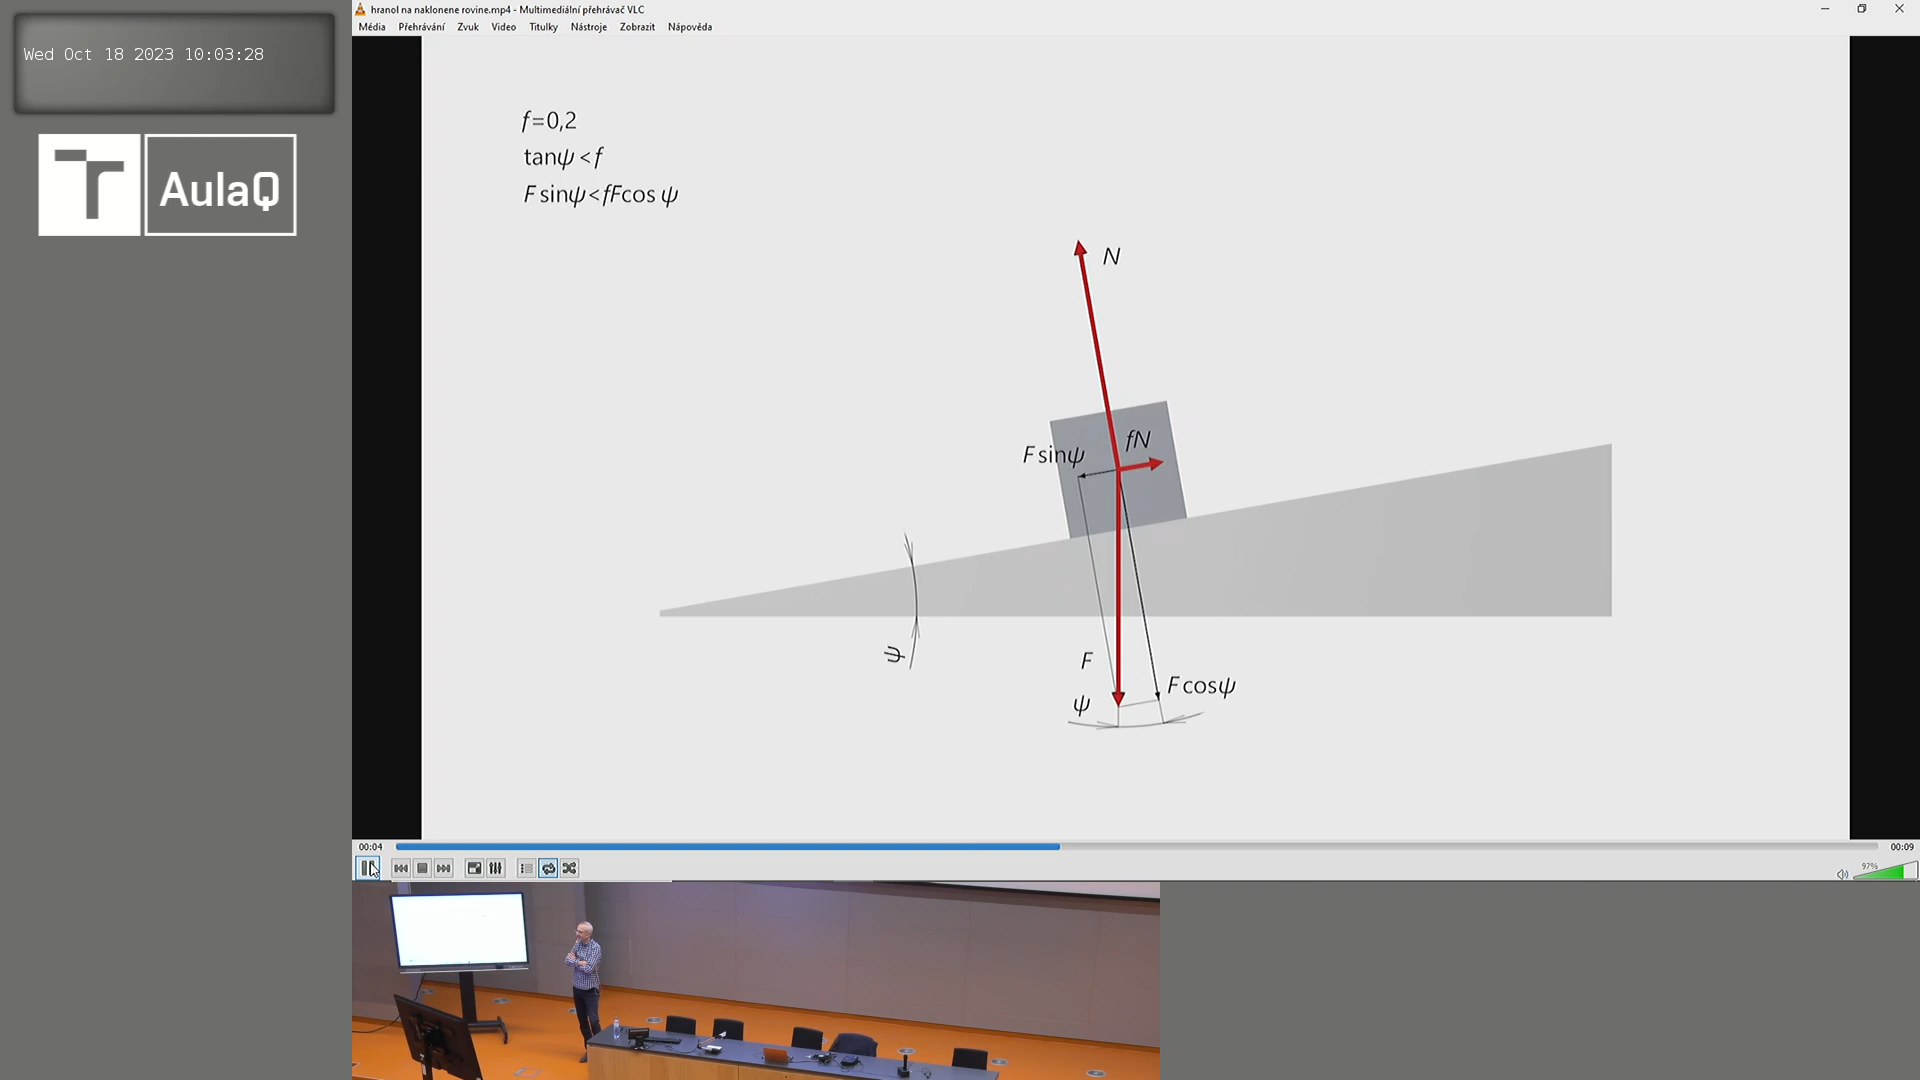 Wed Oct 18 2023 10:03:28
AulaQ
hranol na naklonene rovine.mp4 - Multimediální přehrávač VLC
Média Přehrávání Zvuk Video Titulky Nástroje Zobrazit Nápověda
f=0,2
tanψ<f
F sinψ<fFcos ψ
N
fN
F sinψ
ψ
F
F cosψ
ψ
00:04
00:09
97%